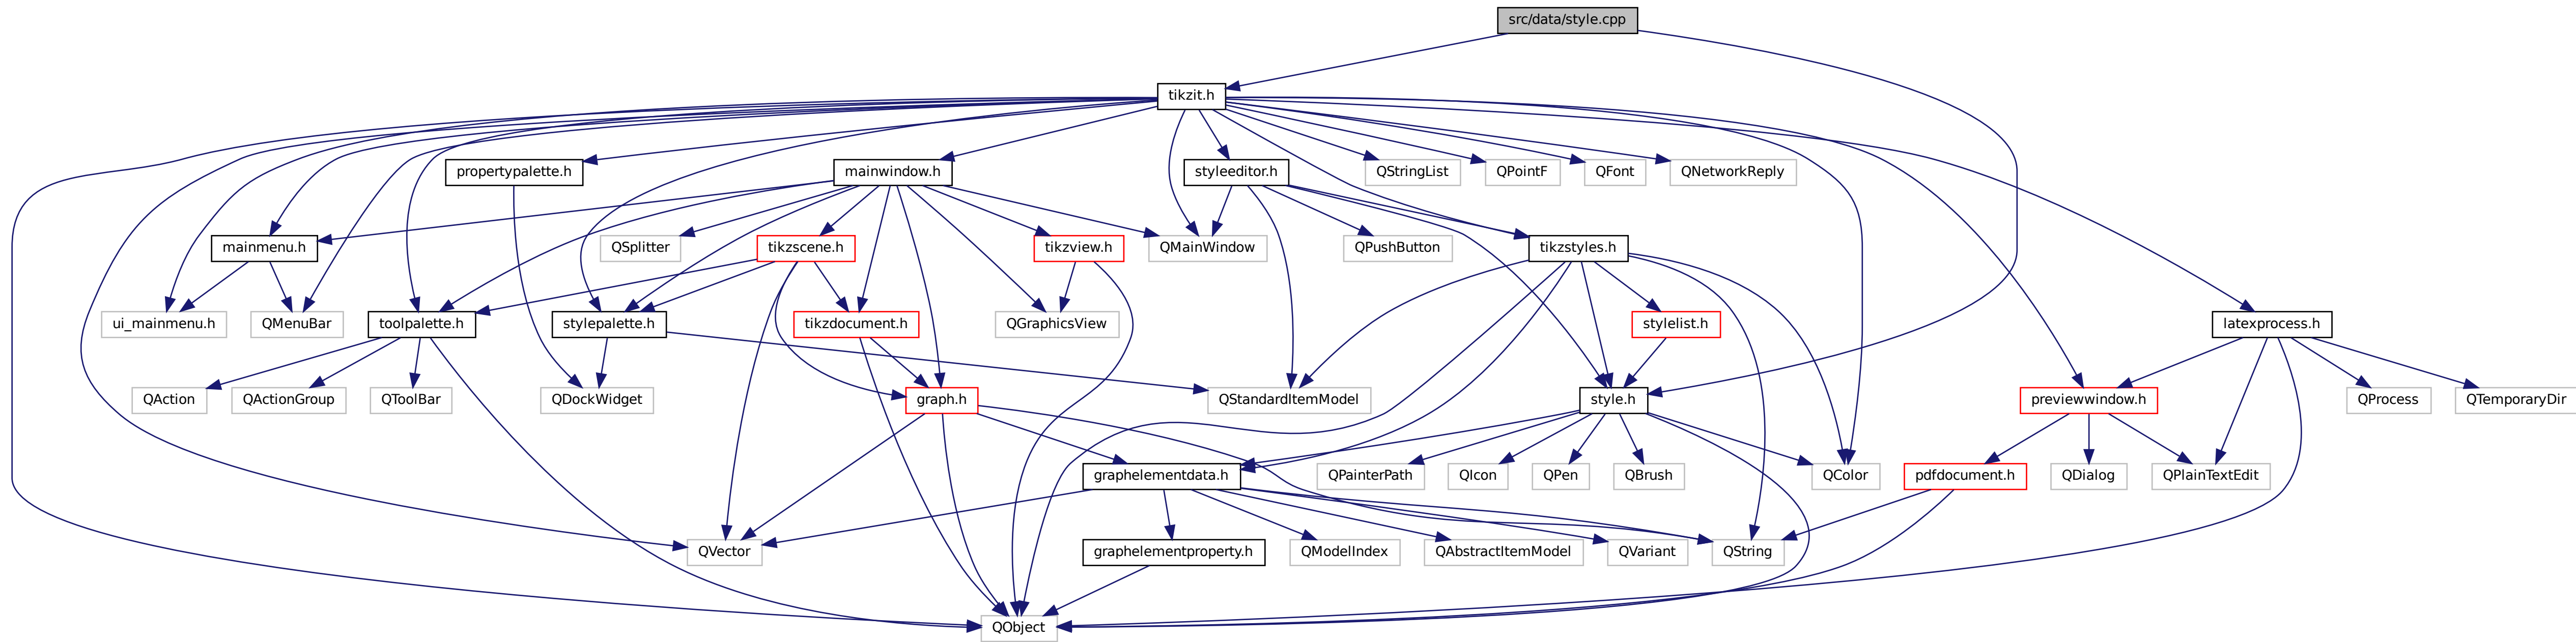 src/data/style.cpp
tikzit.h
propertypalette.h
mainwindow.h
styleeditor.h
QStringList
QPointF
QFont
QNetworkReply
mainmenu.h
QSplitter
tikzscene.h
tikzview.h
QMainWindow
QPushButton
tikzstyles.h
ui_mainmenu.h
QMenuBar
toolpalette.h
stylepalette.h
tikzdocument.h
QGraphicsView
stylelist.h
latexprocess.h
QAction
QActionGroup
QToolBar
QDockWidget
graph.h
QStandardItemModel
style.h
previewwindow.h
QProcess
QTemporaryDir
graphelementdata.h
QPainterPath
QIcon
QPen
QBrush
QColor
pdfdocument.h
QDialog
QPlainTextEdit
QVector
graphelementproperty.h
QModelIndex
QAbstractItemModel
QVariant
QString
QObject